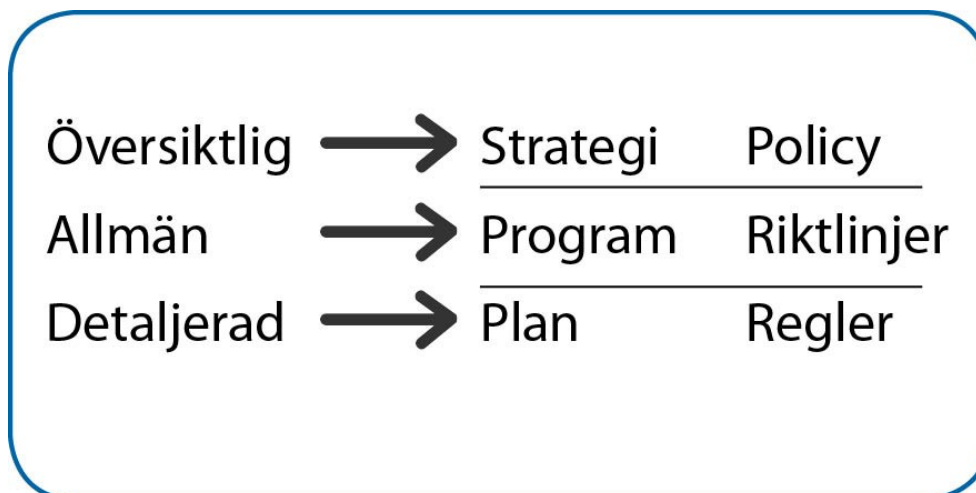 Översiktlig Strategi Policy
Allmän Program Riktlinjer
Detaljerad Plan Regler